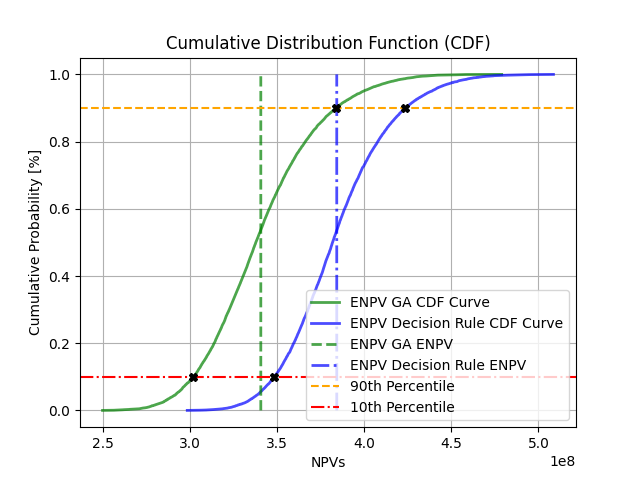 Cumulative Distribution Function (CDF)
Cumulative Probability [%]
1.0
0.8
0.6
0.4
0.2
0.0
ENPV GA CDF Curve
ENPV Decision Rule CDF Curve
ENPV GA ENPV
ENPV Decision Rule ENPV
90th Percentile
10th Percentile
2.5 3.0 3.5 4.0 4.5 5.0
1e8
NPVs